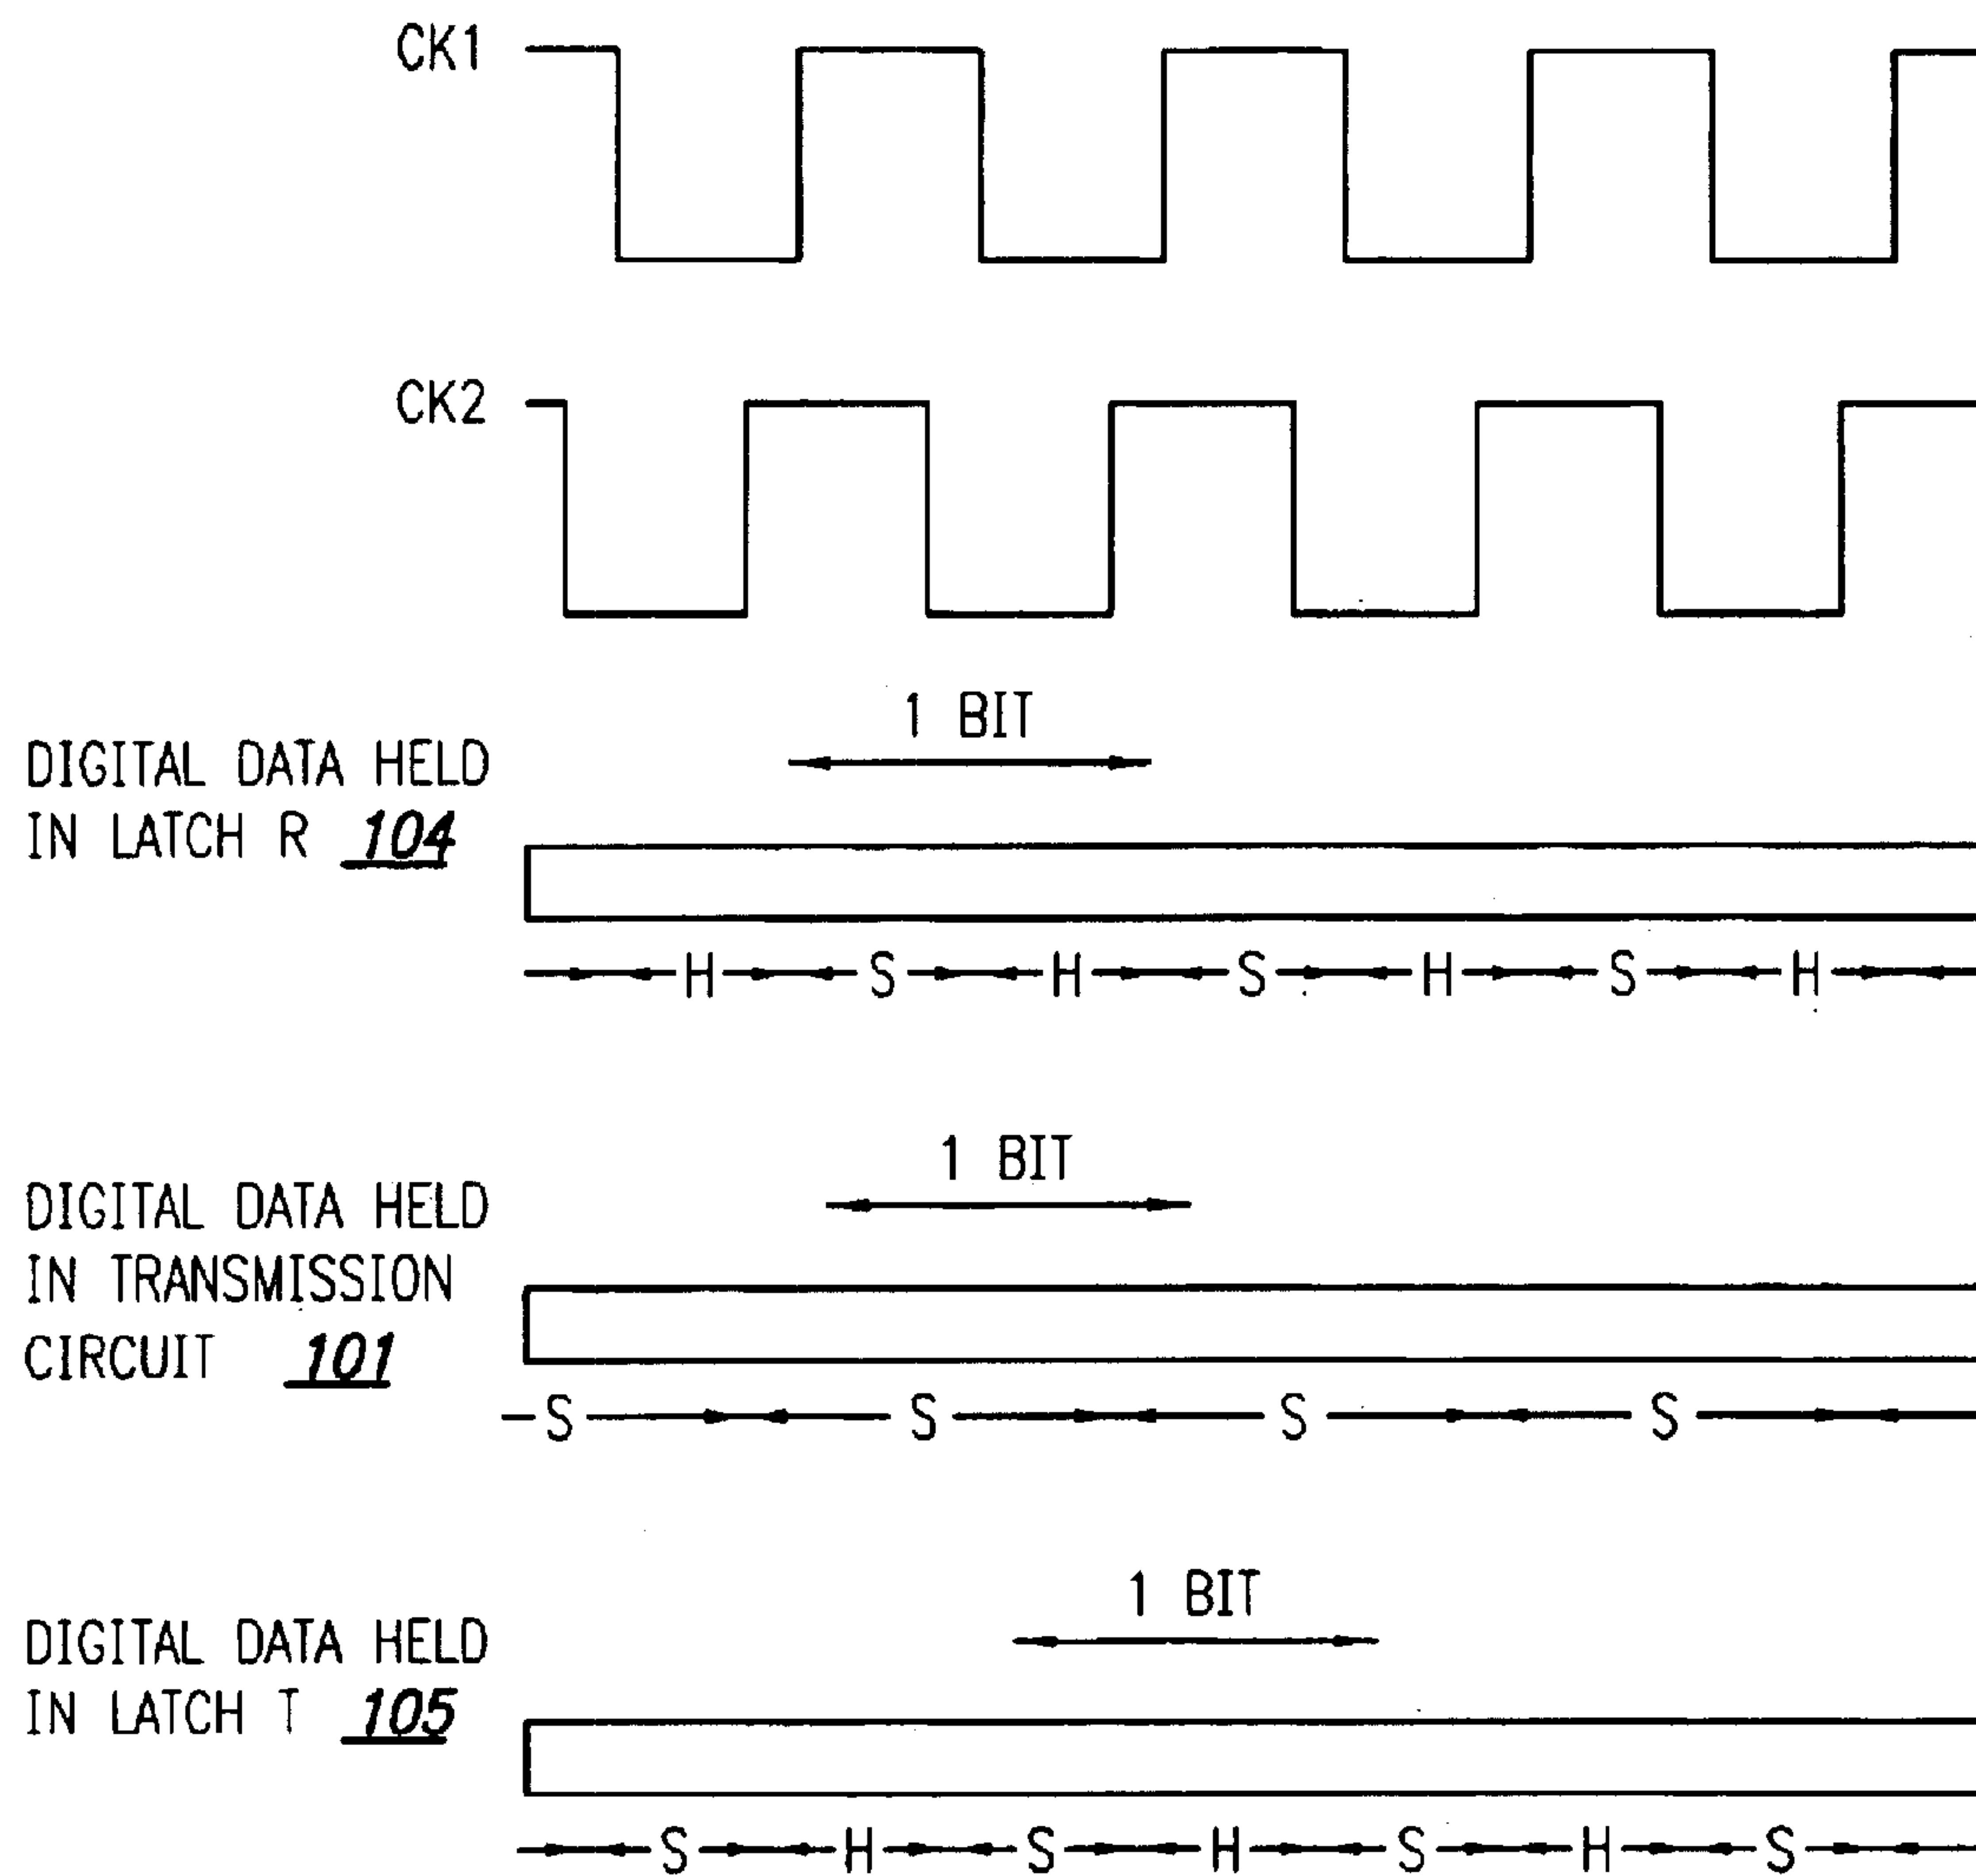 CK1
CK2
1 BIT
DIGITAL DATA HELD
IN LATCH R 104
H S H S H S H
1 BIT
DIGITAL DATA HELD
IN TRANSMISSION
CIRCUIT 101
S S S S
1 BIT
DIGITAL DATA HELD
IN LATCH T 105
S H S H S H S